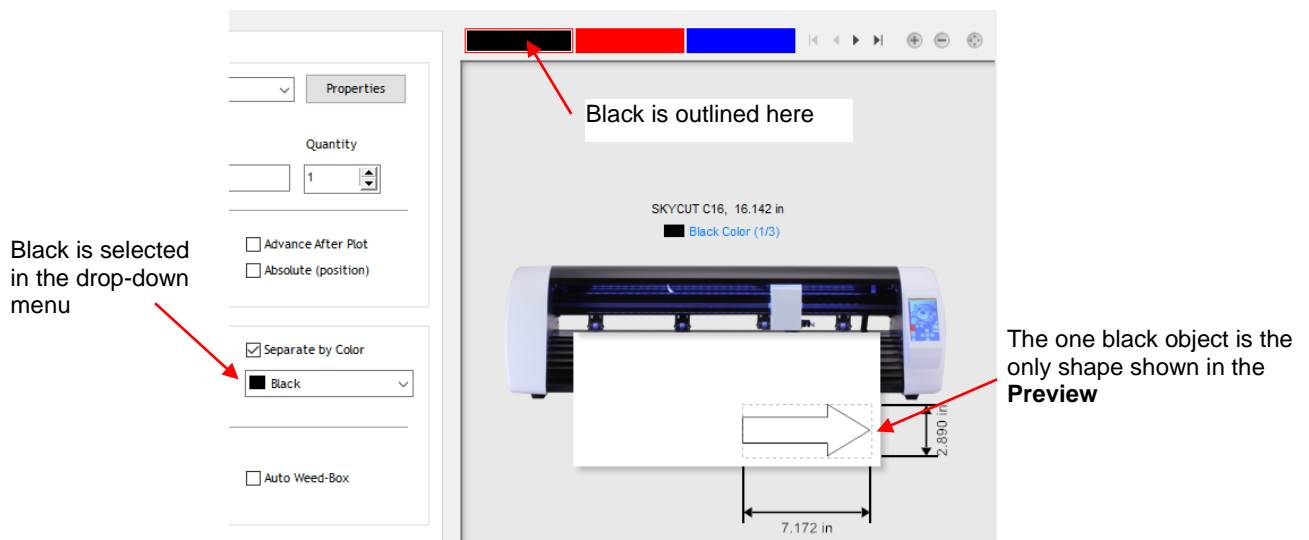 Properties
Black is outlined here
Quantity
1
SKYCUT C16, 16.142 in
Black Color (1/3)
Black is selected
in the drop-down
menu
Advance After Plot
Absolute (position)
Separate by Color
Black
The one black object is the
only shape shown in the
Preview
2.890 in
Auto Weed-Box
7.172 in